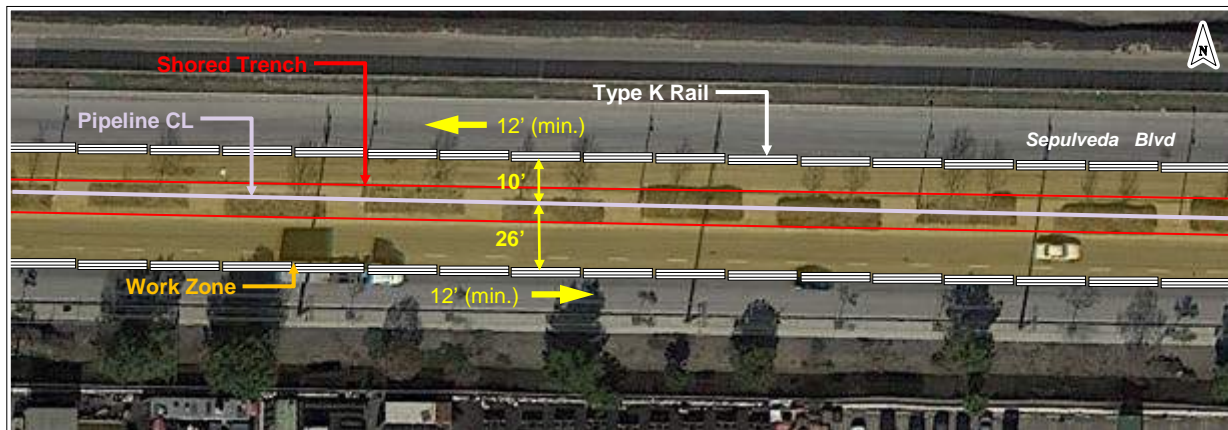 N
Shored Trench
Type K Rail
12' (min.)
Pipeline CL
Sepulveda Blvd
10'
26'
Work Zone
12' (min.)